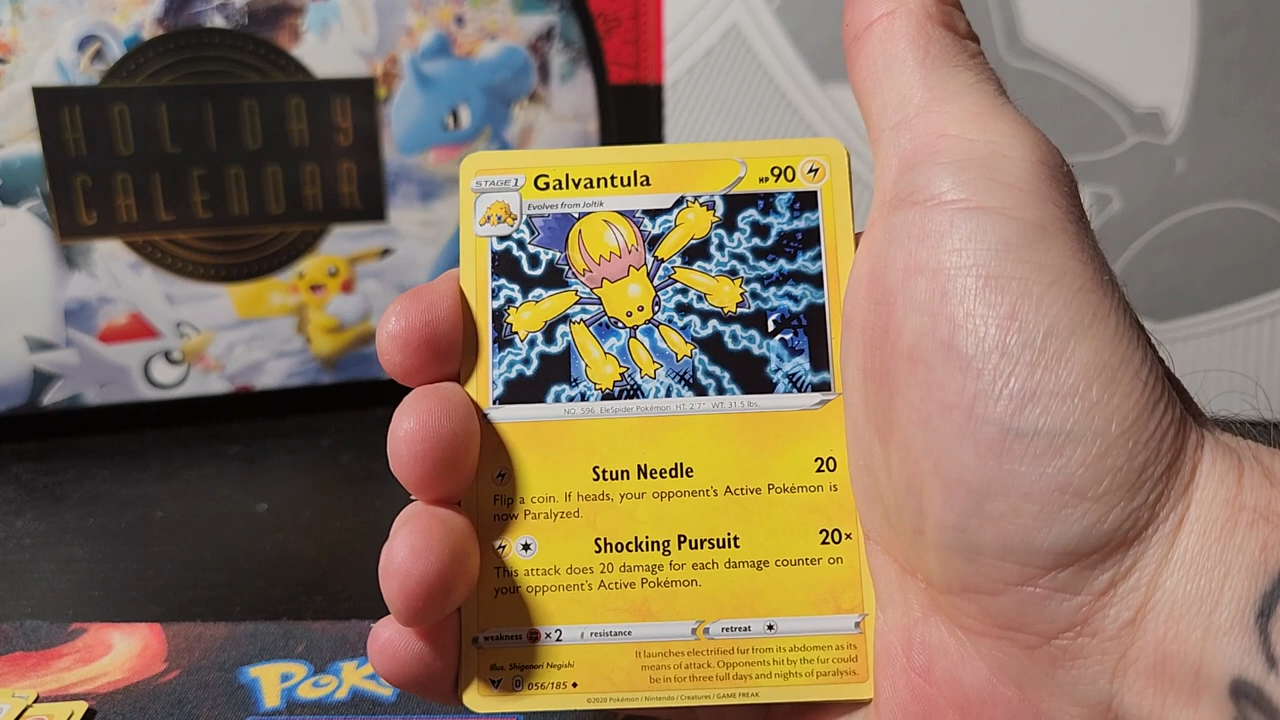 HOLIDAY
CALENDAR
STAGE 1 Galvantula HP 90
Evolves from Joltik
NO. 596 EleSpider Pokémon HT: 2'7" WT: 31.5 lbs.
Stun Needle 20
Flip a coin. If heads, your opponent's Active Pokémon is
now Paralyzed.
Shocking Pursuit 20×
This attack does 20 damage for each damage counter on
your opponent's Active Pokémon.
weakness ×2 resistance retreat
It launches electrified fur from its abdomen as its
means of attack. Opponents hit by the fur could
be in for three full days and nights of paralysis.
Illus. Shigenori Negishi
D 056/185
©2020 Pokémon / Nintendo / Creatures / GAME FREAK
POK